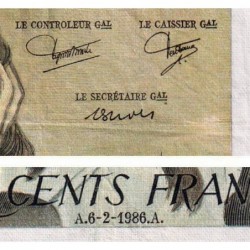 LE CONTROLEUR GAL LE CAISSIER GAL
LE SECRÉTAIRE GAL
CENTS FRAN
A.6-2-1986.A.